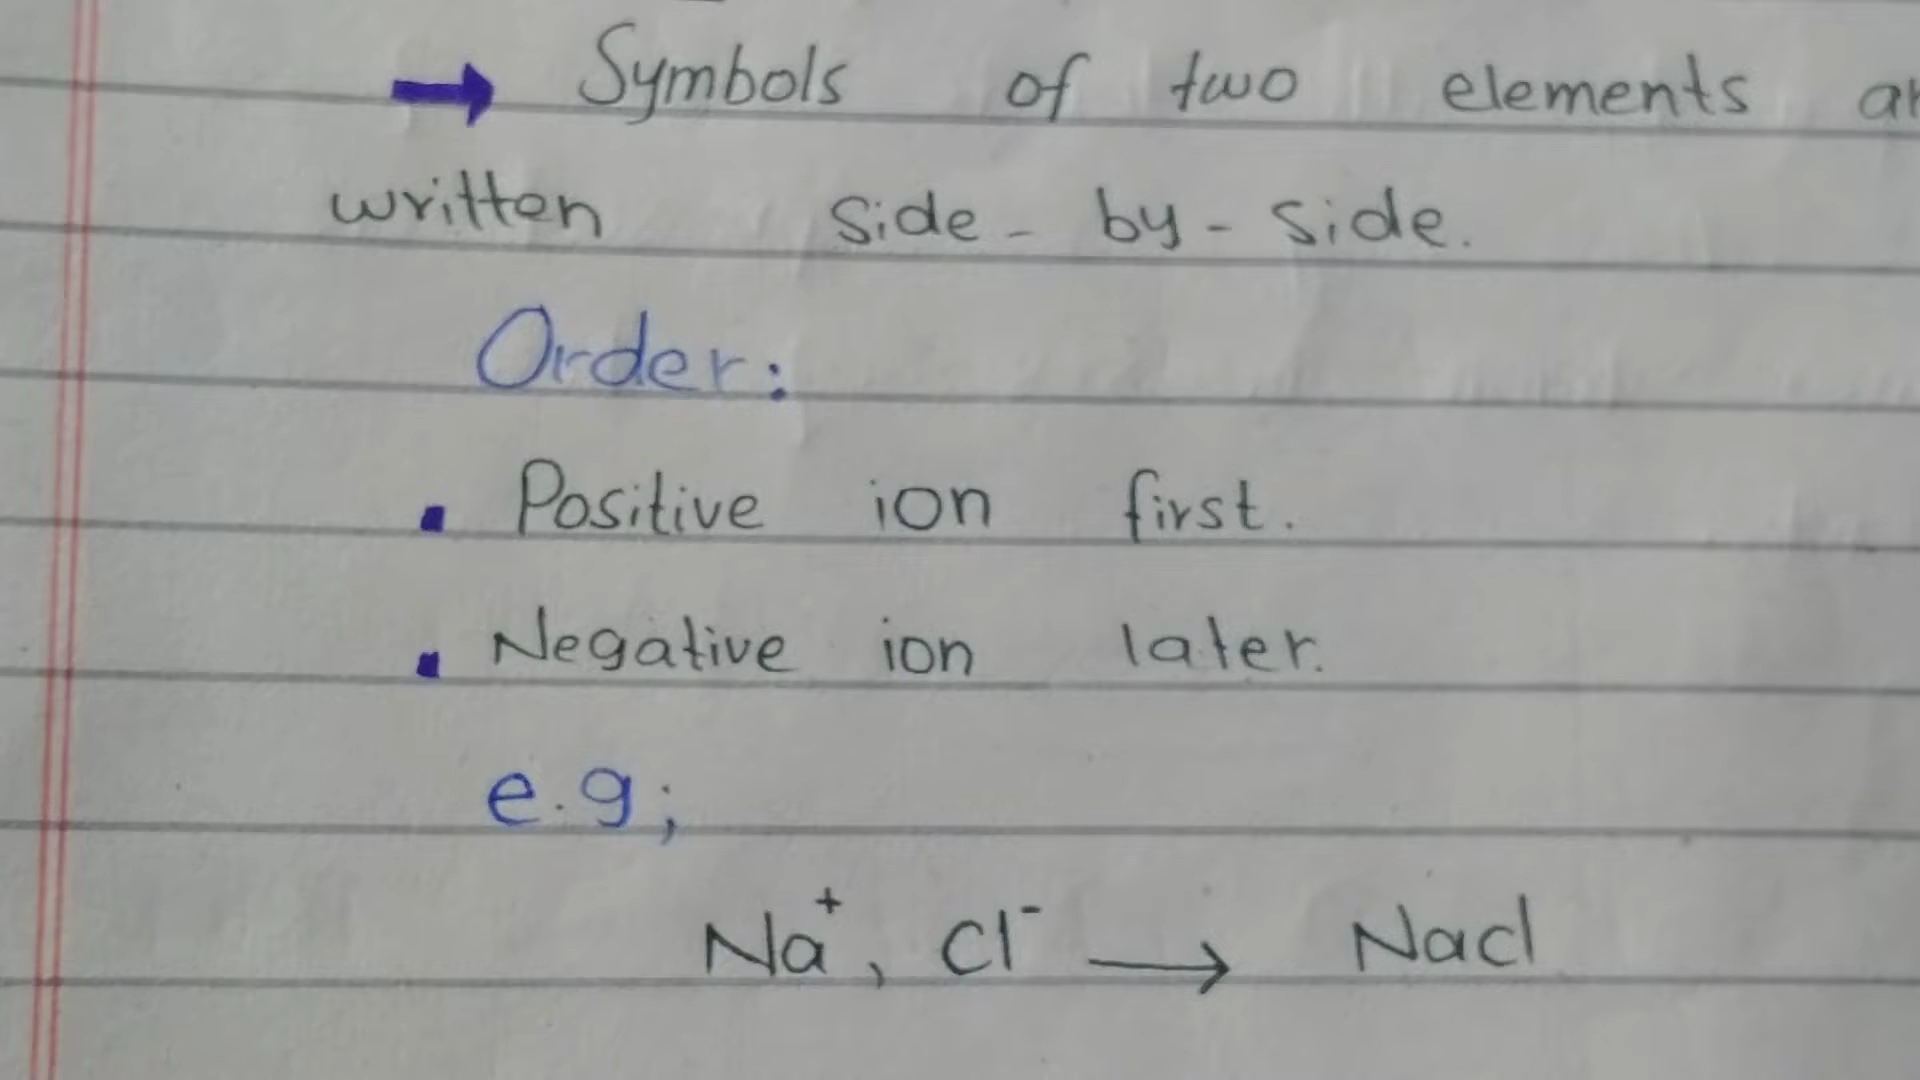 → Symbols of two elements
written side-by-side.
Order:
▪ Positive ion first.
▪ Negative ion later.
e.g;
Na⁺, Cl⁻ → Nacl